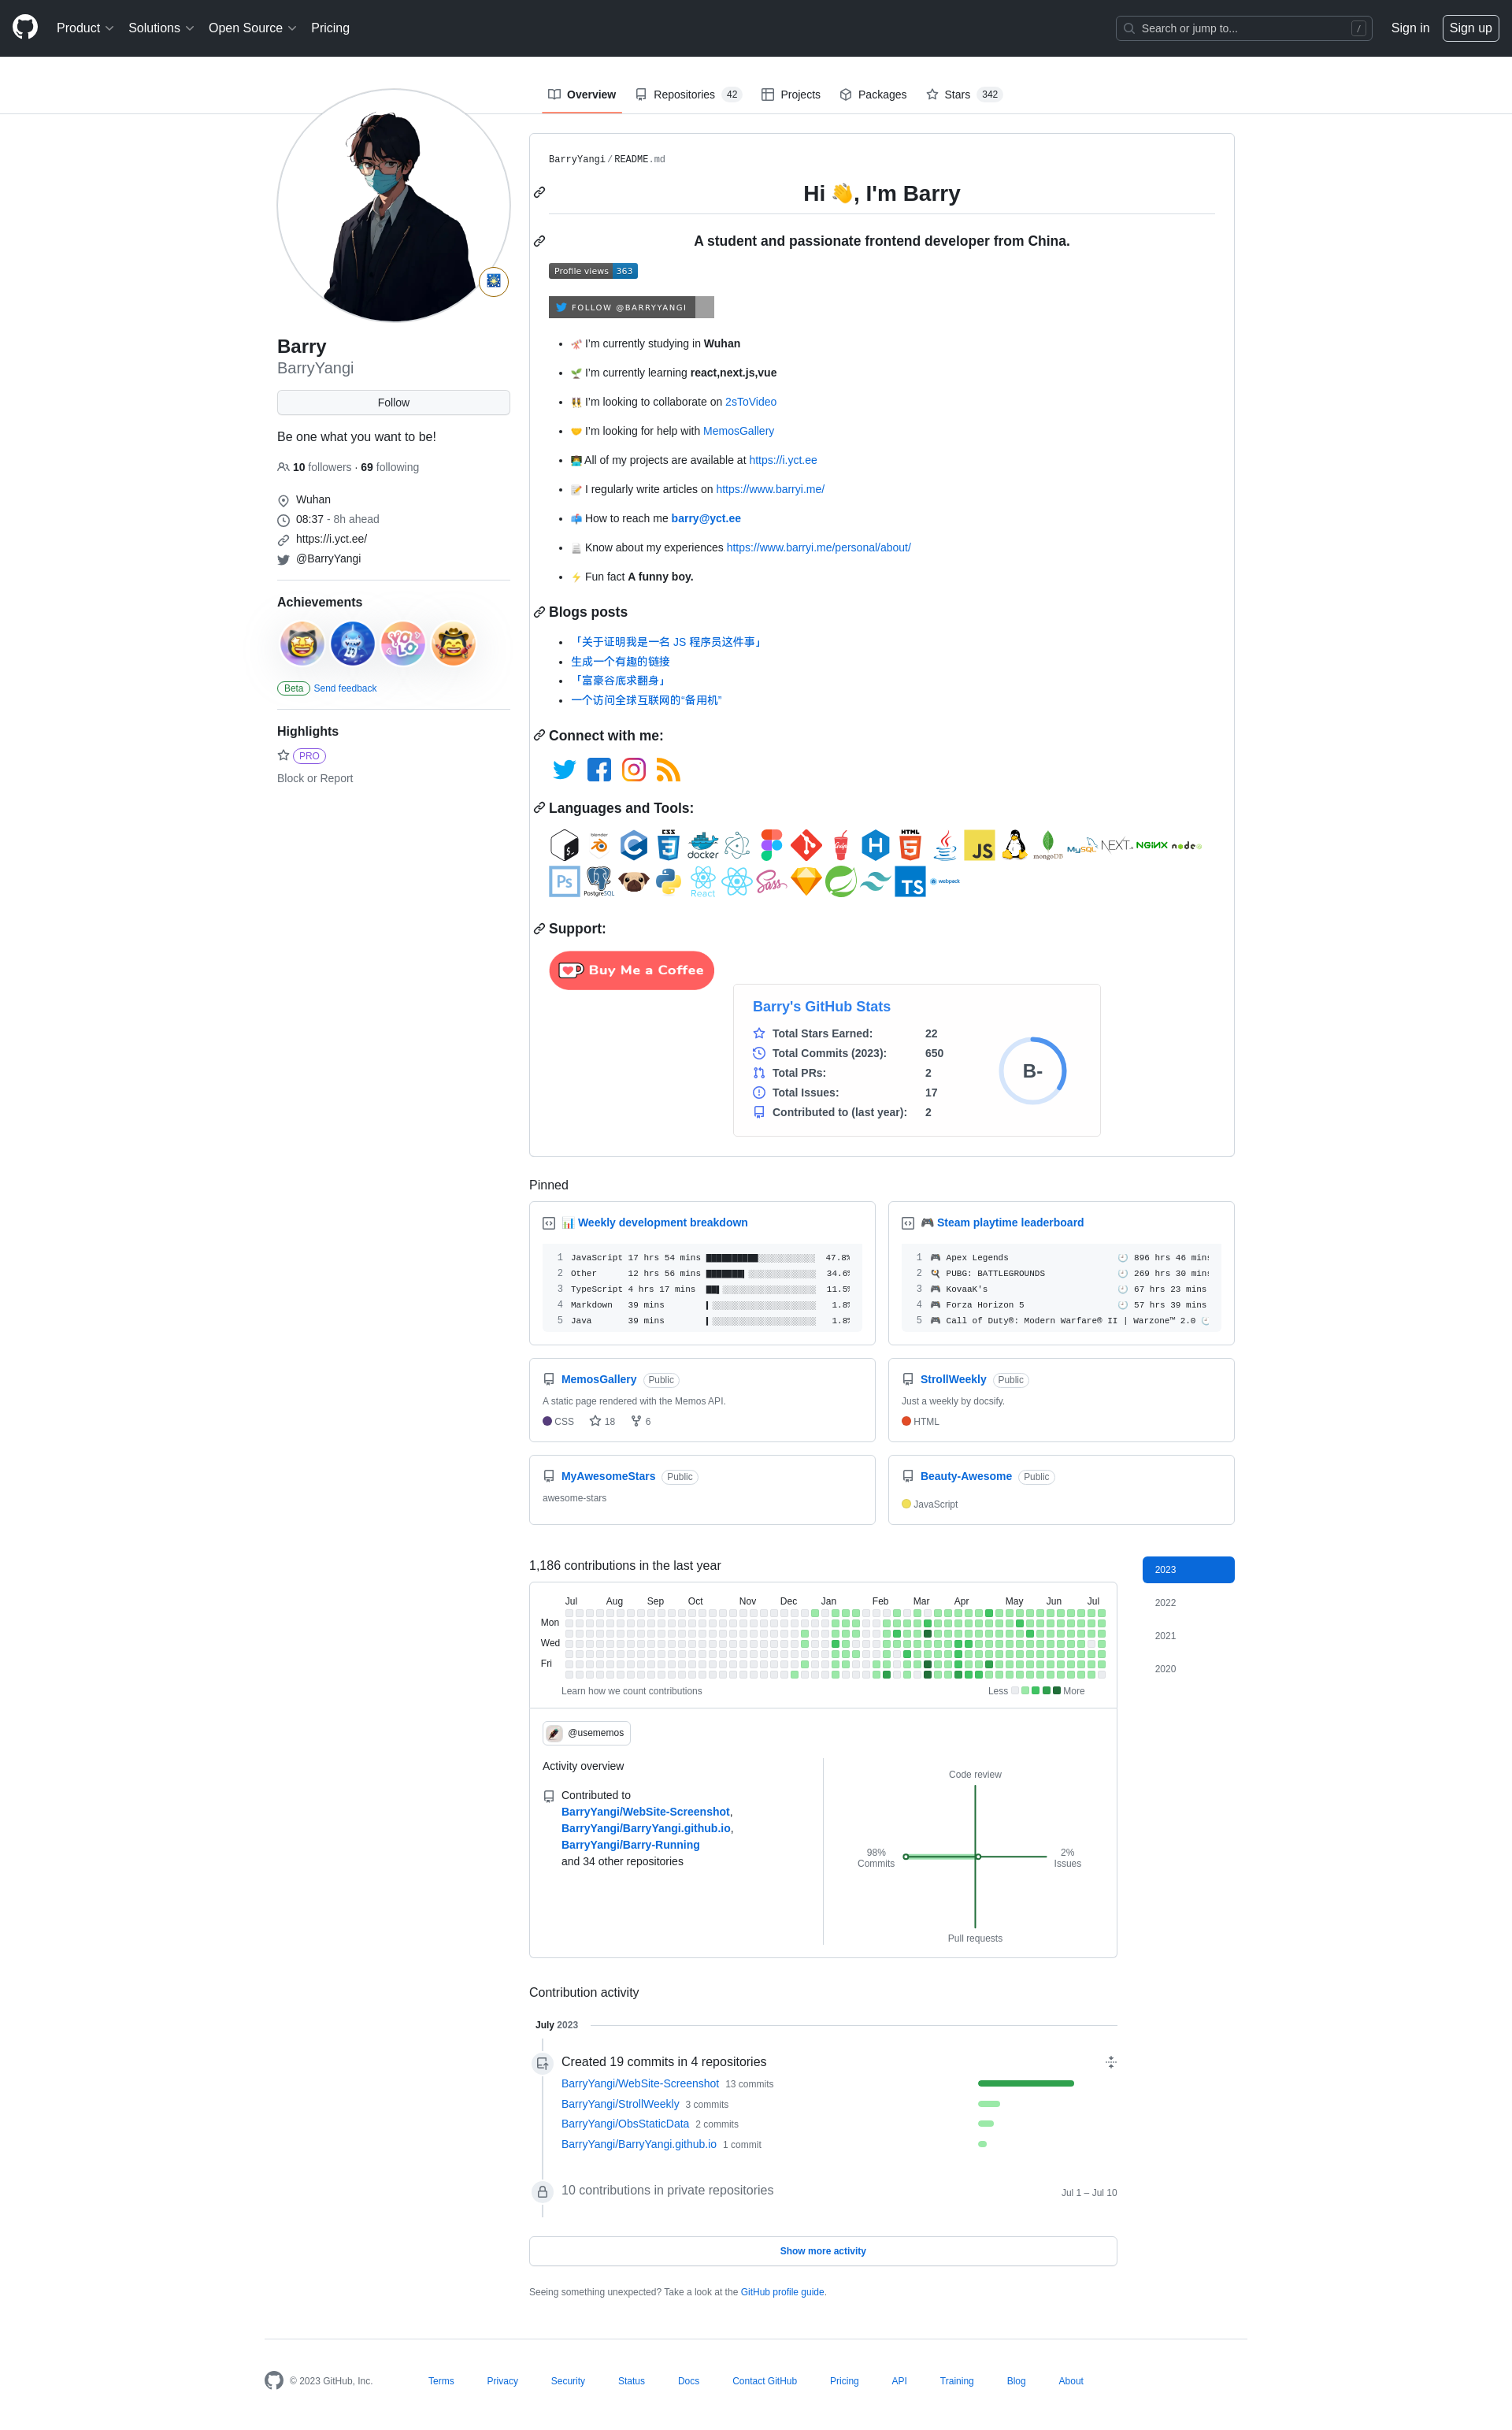 Product Solutions Open Source Pricing Search or jump to... / Sign in Sign up
Overview Repositories 42 Projects Packages Stars 342
Barry
BarryYangi
Follow
Be one what you want to be!
10 followers · 69 following
Wuhan
08:37 - 8h ahead
https://i.yct.ee/
@BarryYangi
Achievements
YOLO
Beta Send feedback
Highlights
PRO
Block or Report
BarryYangi/README.md
Hi 👋, I'm Barry
A student and passionate frontend developer from China.
Profile views 363
FOLLOW @BARRYYANGI
I'm currently studying in Wuhan
🌱 I'm currently learning react,next.js,vue
👯 I'm looking to collaborate on 2sToVideo
🤝 I'm looking for help with MemosGallery
👨‍💻 All of my projects are available at https://i.yct.ee
📝 I regularly write articles on https://www.barryi.me/
📫 How to reach me barry@yct.ee
📄 Know about my experiences https://www.barryi.me/personal/about/
⚡ Fun fact A funny boy.
Blogs posts
「关于证明我是一名 JS 程序员这件事」
生成一个有趣的链接
「富豪谷底求翻身」
一个访问全球互联网的“备用机”
Connect with me:
Languages and Tools:
blender C CSS 3 docker git Gulp H HTML 5 Java JS mongoDB MySQL NEXT.js NGINX node
Ps PostgreSQL React Sass TS webpack
Support:
Buy Me a Coffee
Barry's GitHub Stats
Total Stars Earned: 22
Total Commits (2023): 650
Total PRs: 2
Total Issues: 17
Contributed to (last year): 2
B-
Pinned
📊 Weekly development breakdown
1 JavaScript 17 hrs 54 mins 47.8%
2 Other 12 hrs 56 mins 34.6%
3 TypeScript 4 hrs 17 mins 11.5%
4 Markdown 39 mins 1.8%
5 Java 39 mins 1.8%
🎮 Steam playtime leaderboard
1 🎮 Apex Legends 🕘 896 hrs 46 mins
2 🍳 PUBG: BATTLEGROUNDS 🕘 269 hrs 30 mins
3 🎮 KovaaK's 🕘 67 hrs 23 mins
4 🎮 Forza Horizon 5 🕘 57 hrs 39 mins
5 🎮 Call of Duty®: Modern Warfare® II | Warzone™ 2.0 🕘
MemosGallery Public
A static page rendered with the Memos API.
CSS 18 6
StrollWeekly Public
Just a weekly by docsify.
HTML
MyAwesomeStars Public
awesome-stars
Beauty-Awesome Public
JavaScript
1,186 contributions in the last year
2023
2022
2021
2020
Jul Aug Sep Oct Nov Dec Jan Feb Mar Apr May Jun Jul
Mon
Wed
Fri
Learn how we count contributions Less More
@usememos
Activity overview
Contributed to
BarryYangi/WebSite-Screenshot,
BarryYangi/BarryYangi.github.io,
BarryYangi/Barry-Running
and 34 other repositories
Code review
98%
Commits
2%
Issues
Pull requests
Contribution activity
July 2023
Created 19 commits in 4 repositories
BarryYangi/WebSite-Screenshot 13 commits
BarryYangi/StrollWeekly 3 commits
BarryYangi/ObsStaticData 2 commits
BarryYangi/BarryYangi.github.io 1 commit
10 contributions in private repositories Jul 1 – Jul 10
Show more activity
Seeing something unexpected? Take a look at the GitHub profile guide.
© 2023 GitHub, Inc. Terms Privacy Security Status Docs Contact GitHub Pricing API Training Blog About